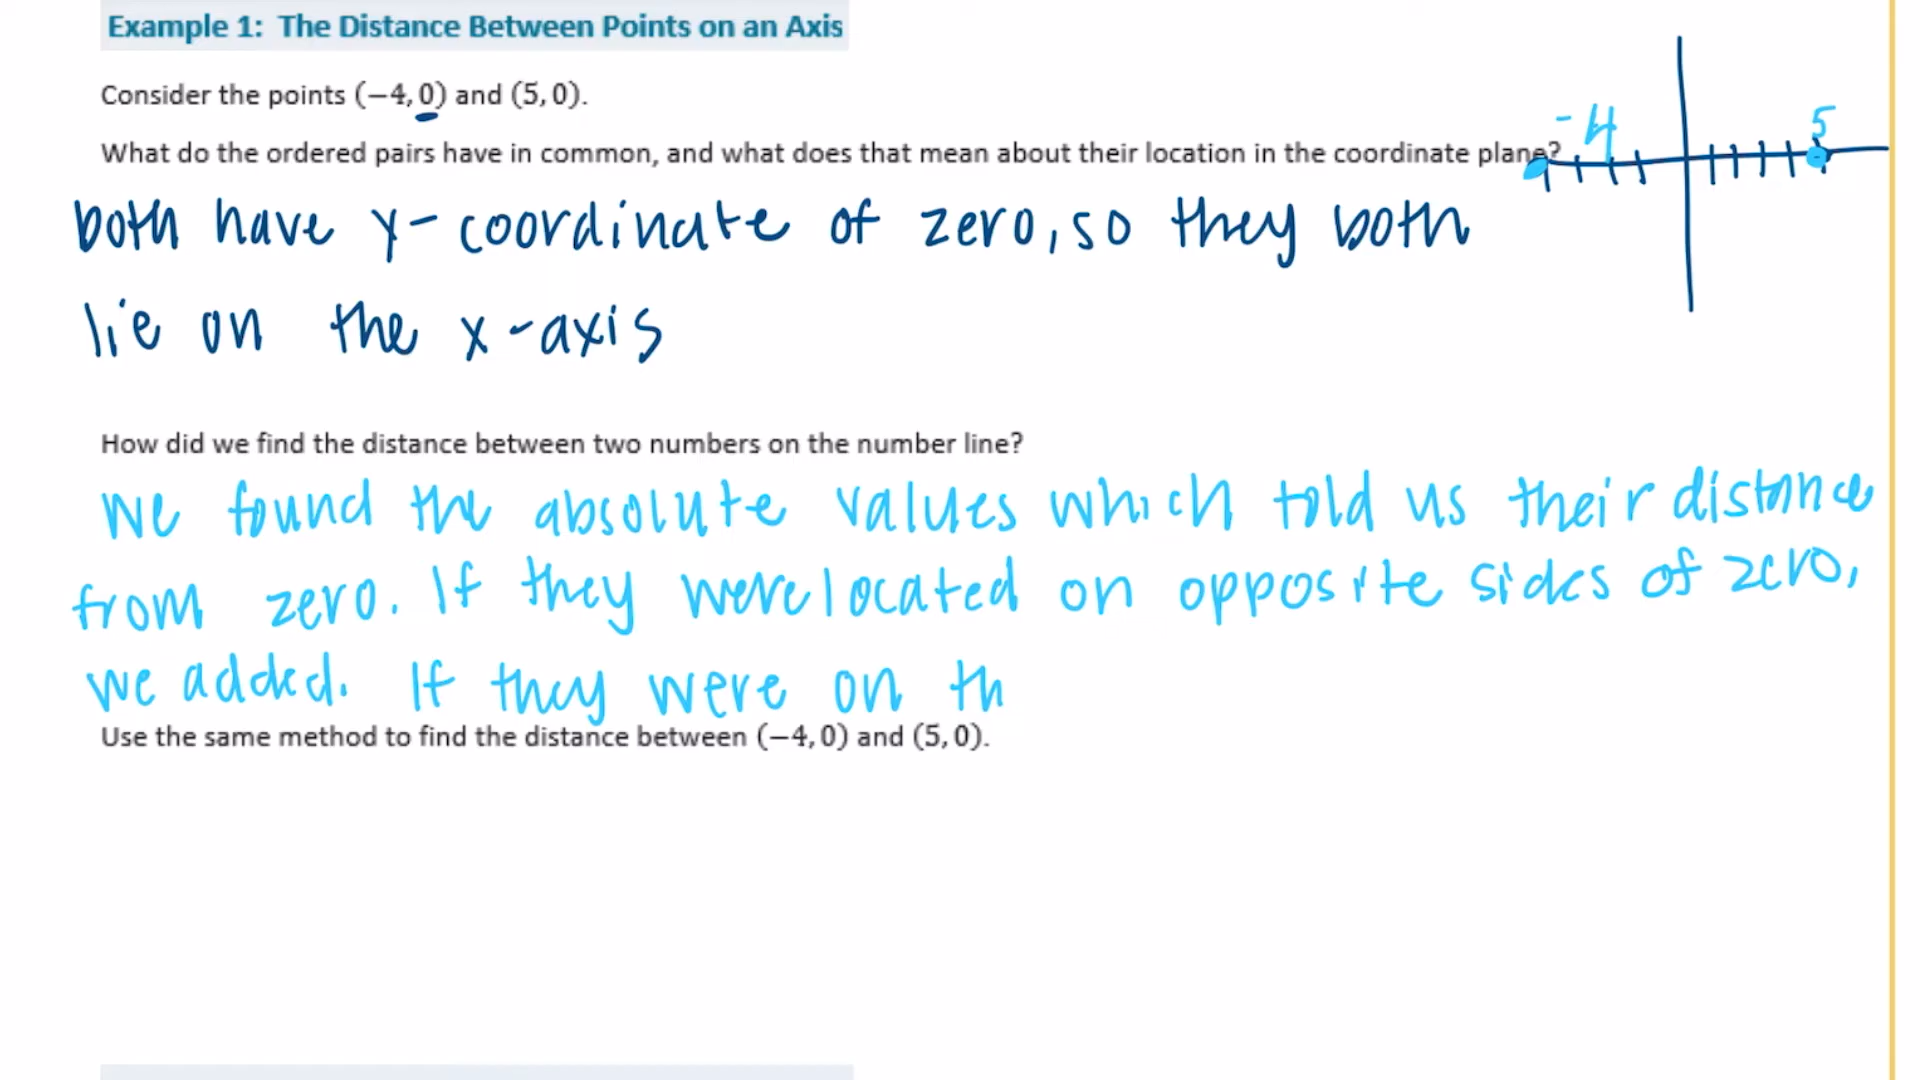 Example 1: The Distance Between Points on an Axis
Consider the points (−4, 0) and (5, 0).
-4
5
What do the ordered pairs have in common, and what does that mean about their location in the coordinate plane?
both have y-coordinate of zero, so they both
lie on the x-axis
How did we find the distance between two numbers on the number line?
We found the absolute values which told us their distance
from zero. If they were located on opposite sides of zero,
we added. If they were on th
Use the same method to find the distance between (−4, 0) and (5, 0).